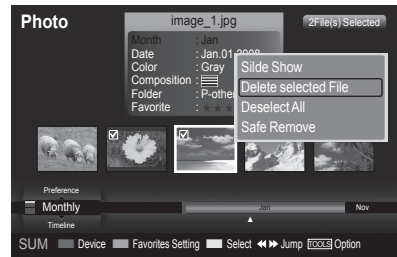 Photo
image_1.jpg
2File(s) Selected
Month : Jan
Date : Jan.01.2008
Color : Gray
Composition :
Folder : P-other
Favorite : ★ ★
Silde Show
Delete selected File
Deselect All
Safe Remove
Preference
Monthly
Jan
Nov
Timeline
SUM Device Favorites Setting Select Jump TOOLS Option